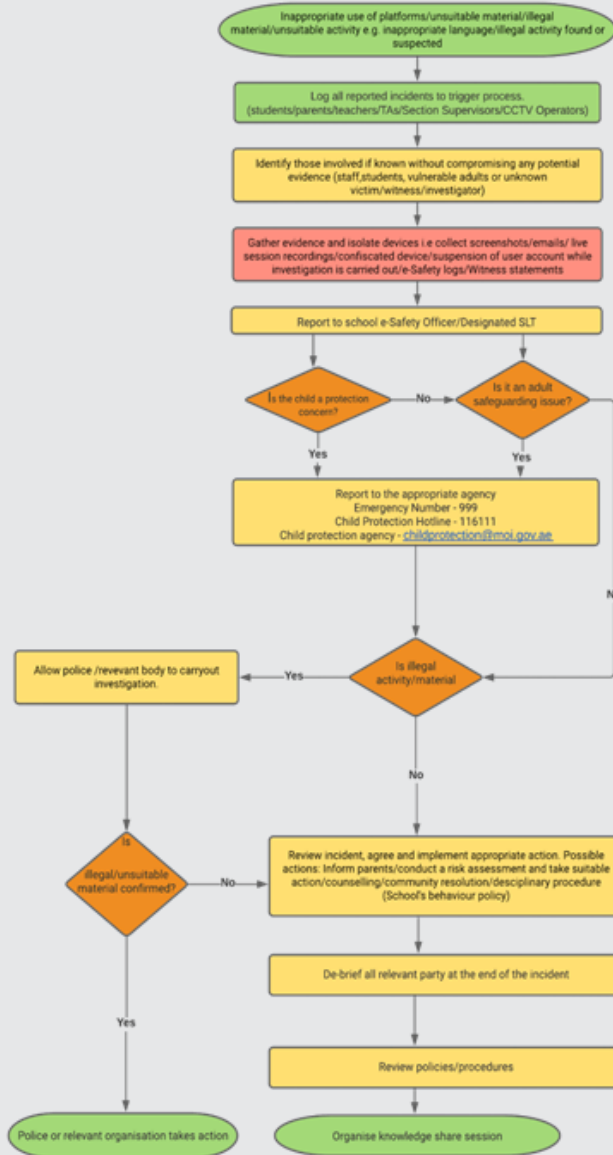 Inappropriate use of platforms/unsuitable material/illegal
material/unsuitable activity e.g. inappropriate language/illegal activity found or
suspected
Log all reported incidents to trigger process.
(students/parents/teachers/TAs/Section Supervisors/CCTV Operators)
Identify those involved if known without compromising any potential
evidence (staff,students, vulnerable adults or unknown
victim/witness/investigator)
Gather evidence and isolate devices i.e collect screenshots/emails/ live
session recordings/confiscated device/suspension of user account while
investigation is carried out/e-Safety logs/Witness statements
Report to school e-Safety Officer/Designated SLT
Is the child a protection
concern?
No
Is it an adult
safeguarding issue?
Yes
Yes
Report to the appropriate agency
Emergency Number - 999
Child Protection Hotline - 116111
Child protection agency - childprotection@moi.gov.ae
N
Allow police /revevant body to carryout
investigation.
Yes
Is illegal
activity/material
No
Is
illegal/unsuitable
material confirmed?
No
Review incident, agree and implement appropriate action. Possible
actions: Inform parents/conduct a risk assessment and take suitable
action/counselling/community resolution/desciplinary procedure
(School's behaviour policy)
De-brief all relevant party at the end of the incident
Yes
Review policies/procedures
Police or relevant organisation takes action
Organise knowledge share session